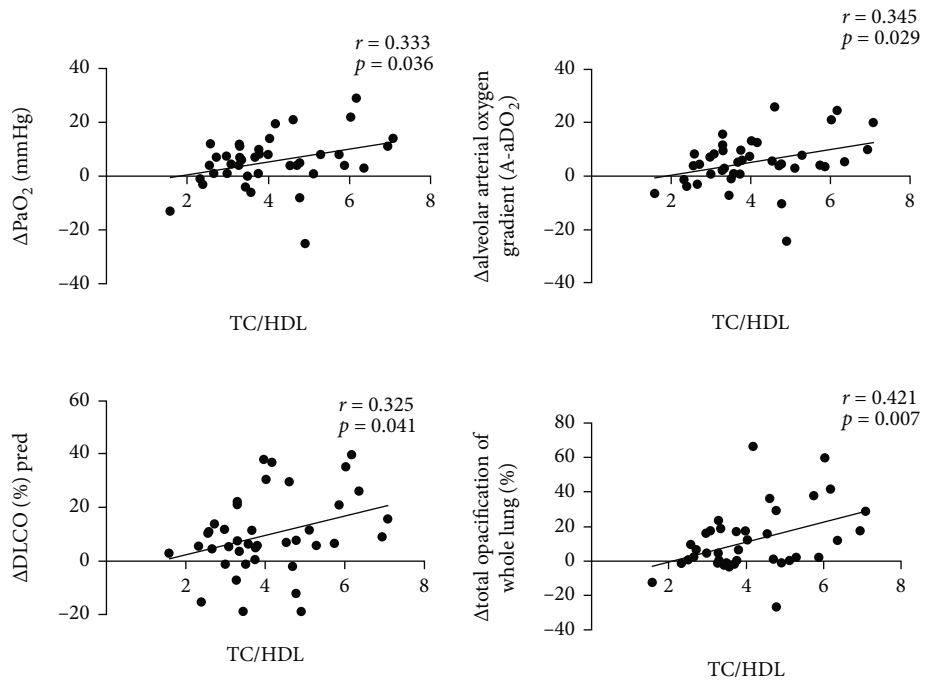 r = 0.333
p = 0.036
40
20
0
−20
−40
2
4
6
8
ΔPaO₂ (mmHg)
TC/HDL
r = 0.345
p = 0.029
40
20
0
−20
−40
2
4
6
8
Δalveolar arterial oxygen
gradient (A-aDO₂)
TC/HDL
r = 0.325
p = 0.041
60
40
20
0
−20
2
4
6
8
ΔDLCO (%) pred
TC/HDL
r = 0.421
p = 0.007
80
60
40
20
0
−20
−40
2
4
6
8
Δtotal opacification of
whole lung (%)
TC/HDL